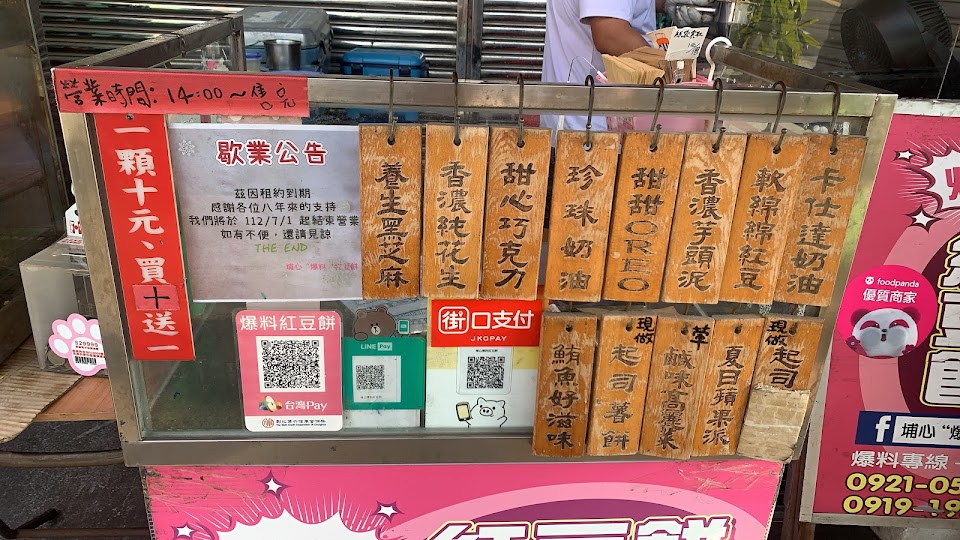 營業時間: 14:00~售完
一顆十元、買十送一
歇業公告
茲因租約到期
感謝各位八年來的支持
我們將於 112/7/1 起結束營業
如有不便,還請見諒
THE END
埔心"爆料"紅豆餅
養生黑芝麻
香濃純花生
甜心巧克力
珍珠奶油
甜甜OREO
香濃芋頭泥
軟綿綿紅豆
卡仕達奶油
鮪魚好滋味
現做
起司薯餅
鹹味高麗菜
夏日蘋果派
現做
起司
爆料紅豆餅
台灣Pay
LINE Pay
街口支付
JKOPAY
foodpanda
優質商家
埔心 "爆
爆料專線
0921-05
0919-19
紅豆餅